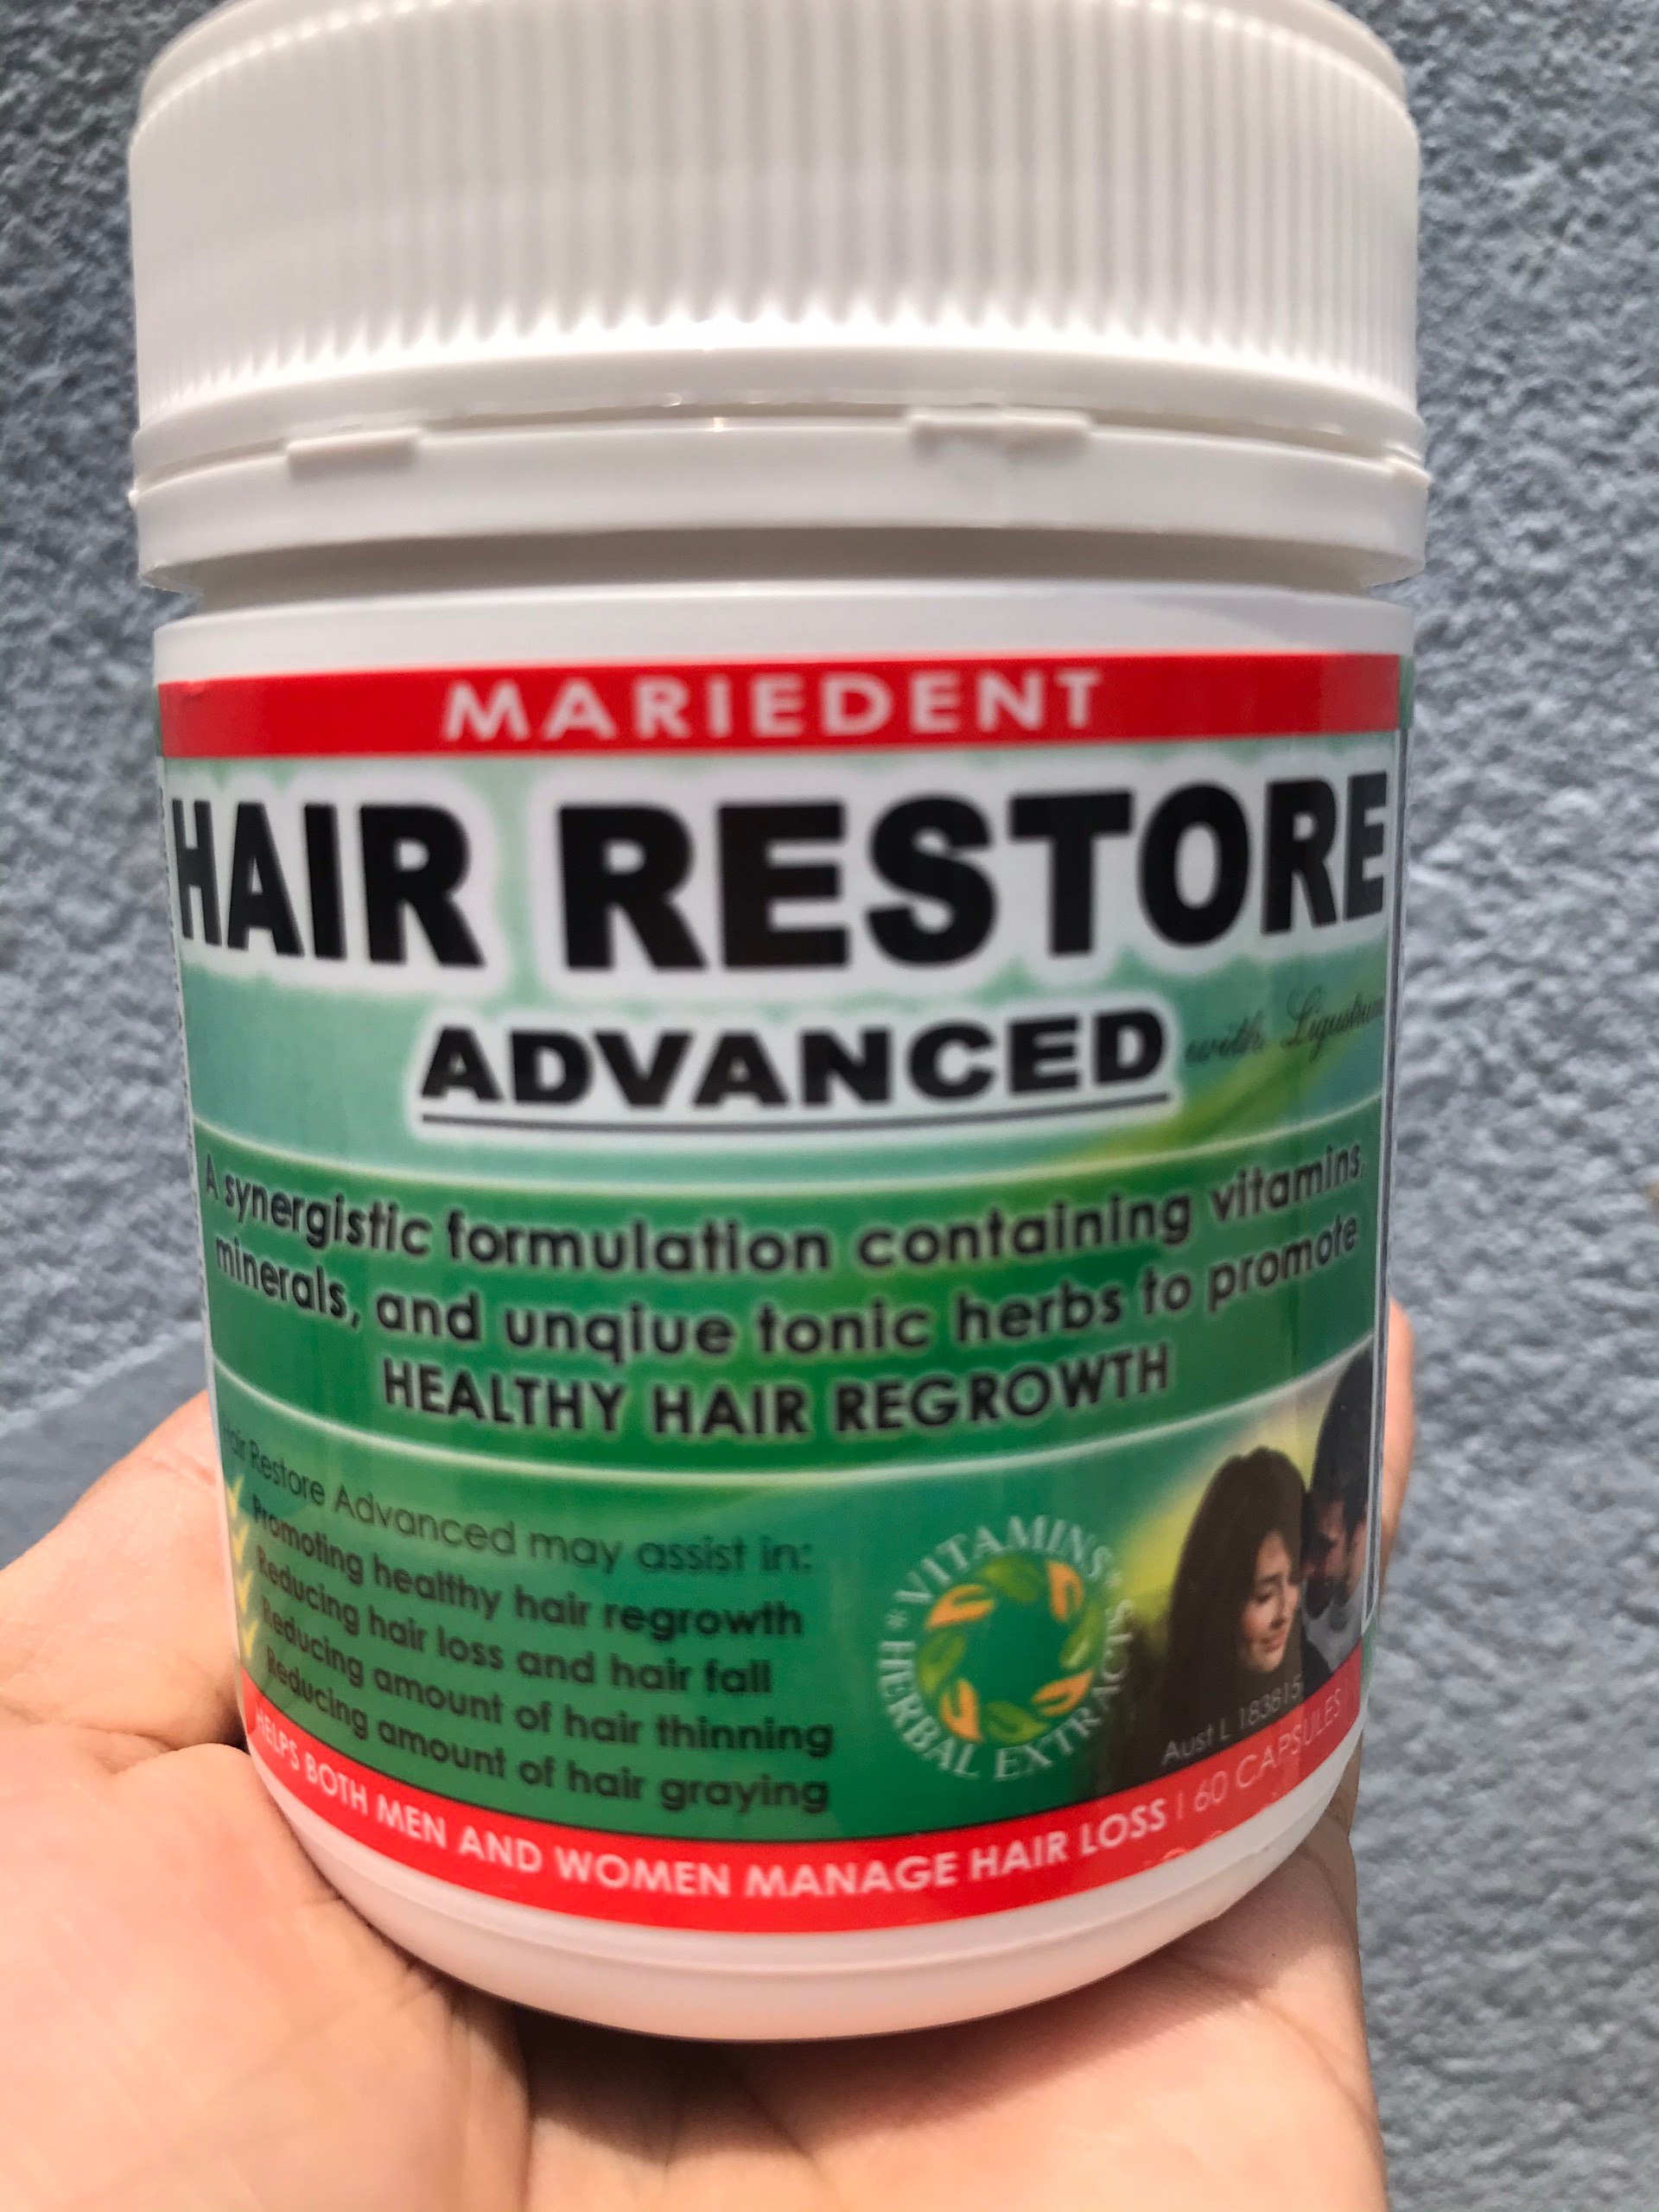 MARIEDENT
HAIR RESTORE
ADVANCED with Ligustrum
A synergistic formulation containing vitamins,
minerals, and unqiue tonic herbs to promote
HEALTHY HAIR REGROWTH
Hair Restore Advanced may assist in:
Promoting healthy hair regrowth
Reducing hair loss and hair fall
Reducing amount of hair thinning
Reducing amount of hair graying
* VITAMINS * HERBAL EXTRACTS
Aust L 183815
HELPS BOTH MEN AND WOMEN MANAGE HAIR LOSS | 60 CAPSULES |